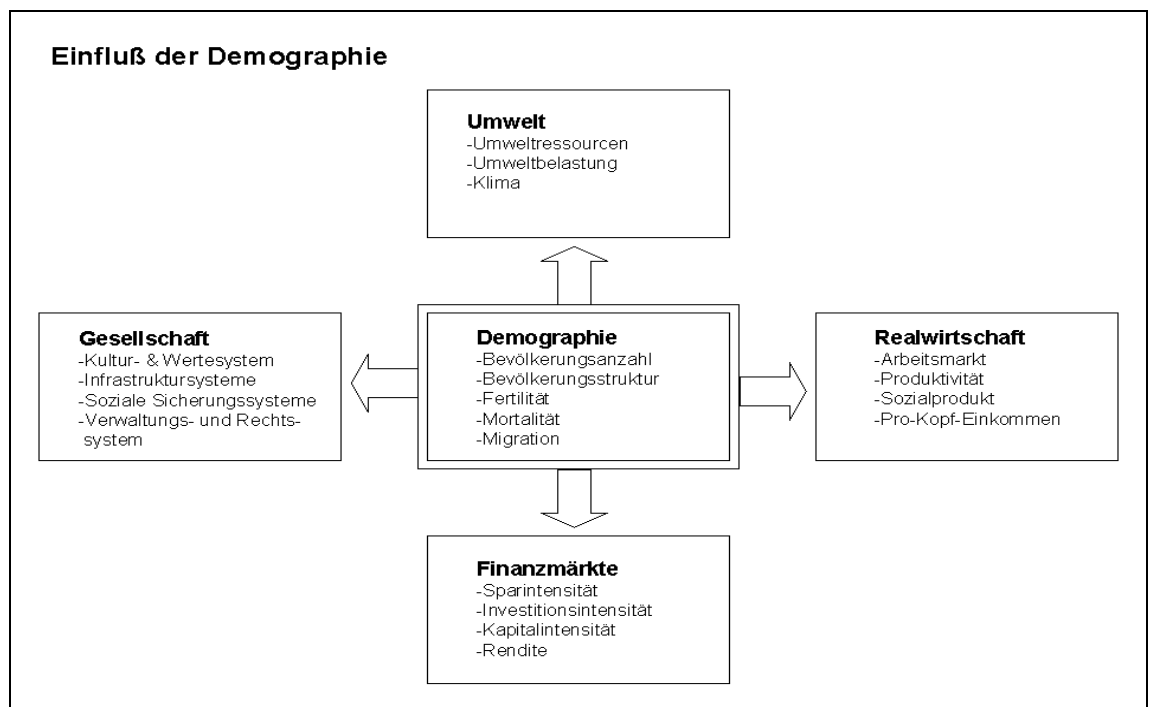 Einfluß der Demographie
Umwelt
-Umweltressourcen
-Umweltbelastung
-Klima
Gesellschaft
-Kultur- & Wertesystem
-Infrastruktursysteme
-Soziale Sicherungssysteme
-Verwaltungs- und Rechts-
system
Demographie
-Bevölkerungsanzahl
-Bevölkerungsstruktur
-Fertilität
-Mortalität
-Migration
Realwirtschaft
-Arbeitsmarkt
-Produktivität
-Sozialprodukt
-Pro-Kopf-Einkommen
Finanzmärkte
-Sparintensität
-Investitionsintensität
-Kapitalintensität
-Rendite